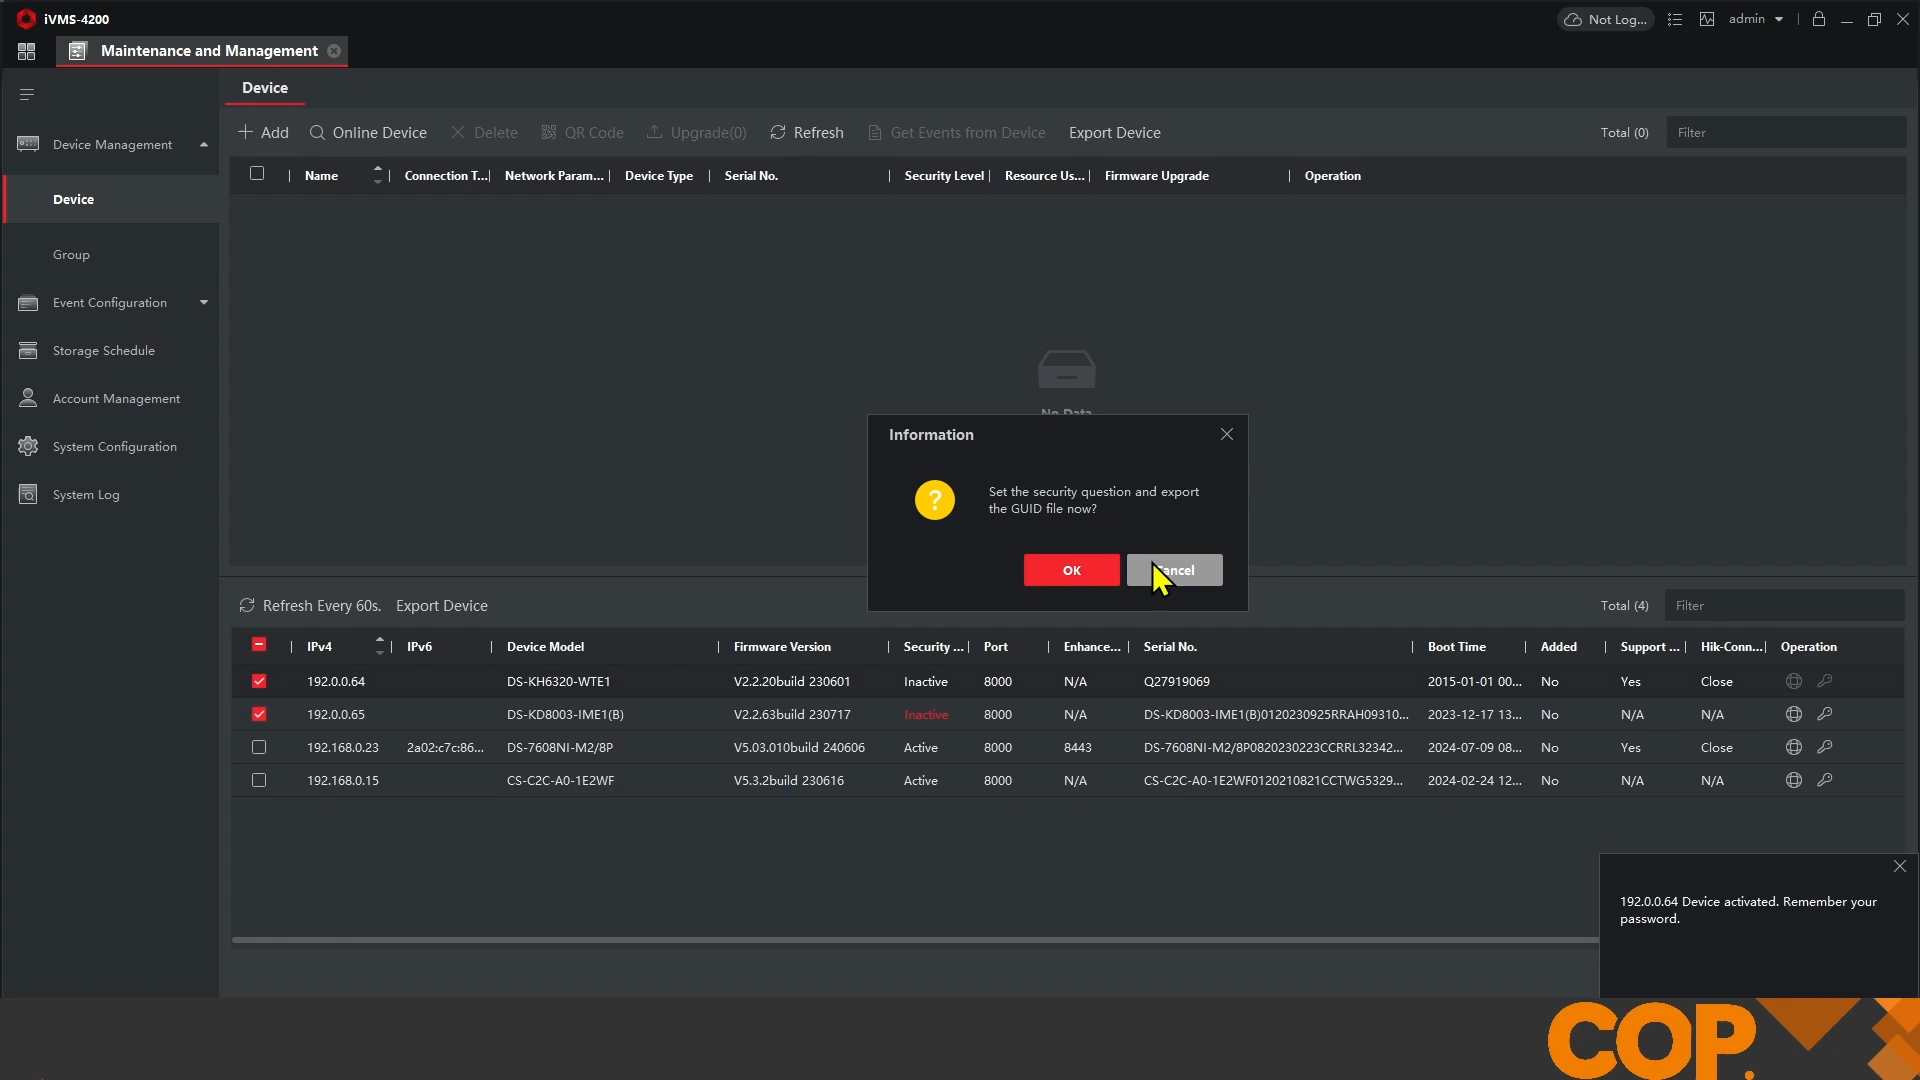 iVMS-4200
Not Log...
admin
Maintenance and Management
Device
Add
Online Device
Delete
QR Code
Upgrade(0)
Refresh
Get Events from Device
Export Device
Total (0)
Filter
Device Management
Device
Group
Event Configuration
Storage Schedule
Account Management
System Configuration
System Log
Name
Connection T...
Network Param...
Device Type
Serial No.
Security Level
Resource Us...
Firmware Upgrade
Operation
No Data
Information
?
Set the security question and export
the GUID file now?
OK
Refresh Every 60s.
Export Device
Total (4)
Filter
IPv4 IPv6 Device Model Firmware Version Security ... Port Enhance... Serial No. Boot Time Added Support ... Hik-Conn... Operation
192.0.0.64 DS-KH6320-WTE1 V2.2.20build 230601 Inactive 8000 N/A Q27919069 2015-01-01 00... No Yes Close
192.0.0.65 DS-KD8003-IME1(B) V2.2.63build 230717 Inactive 8000 N/A DS-KD8003-IME1(B)0120230925RRAH09310... 2023-12-17 13... No N/A N/A
192.168.0.23 2a02:c7c:86... DS-7608NI-M2/8P V5.03.010build 240606 Active 8000 8443 DS-7608NI-M2/8P0820230223CCRRL32342... 2024-07-09 08... No Yes Close
192.168.0.15 CS-C2C-A0-1E2WF V5.3.2build 230616 Active 8000 N/A CS-C2C-A0-1E2WF0120210821CCTWG5329... 2024-02-24 12... No N/A N/A
192.0.0.64 Device activated. Remember your
password.
COP.